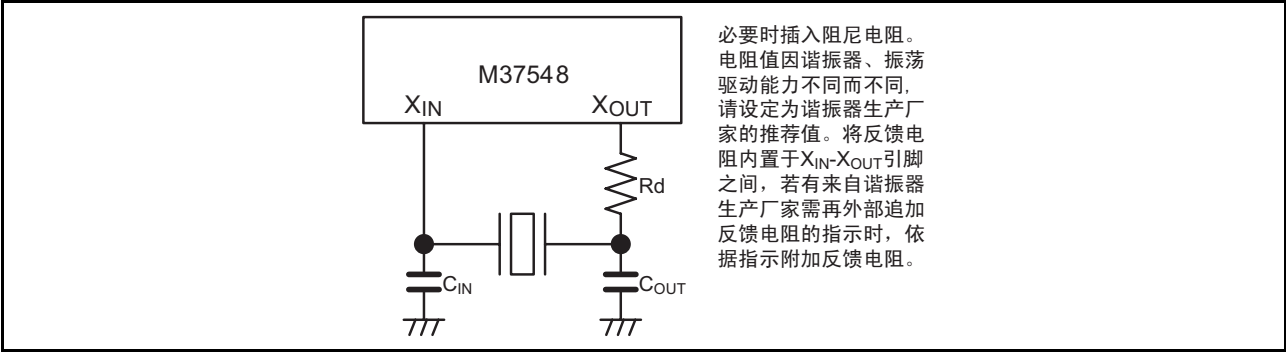 M37548
XIN XOUT
Rd
CIN COUT
必要时插入阻尼电阻。
电阻值因谐振器、振荡
驱动能力不同而不同,
请设定为谐振器生产厂
家的推荐值。将反馈电
阻内置于XIN-XOUT引脚
之间，若有来自谐振器
生产厂家需再外部追加
反馈电阻的指示时，依
据指示附加反馈电阻。